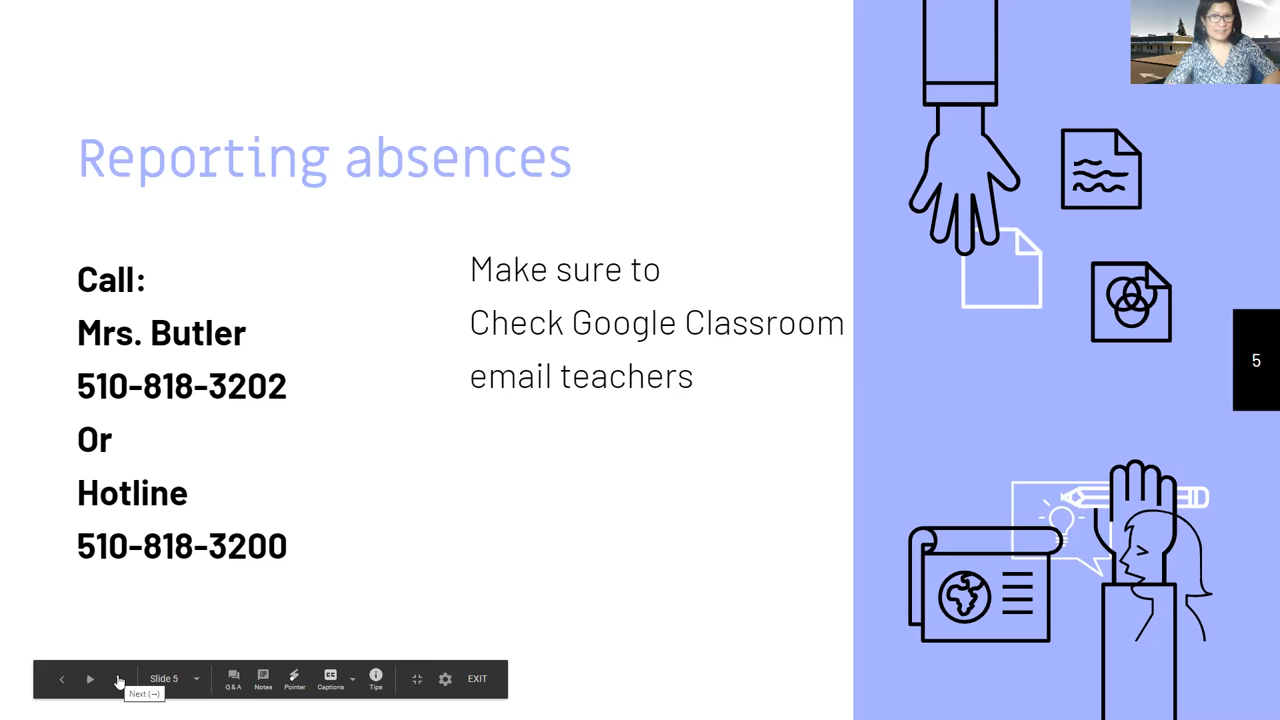 Reporting absences
Call:
Mrs. Butler
510-818-3202
Or
Hotline
510-818-3200
Make sure to
Check Google Classroom
email teachers
5
Slide 5
Q & A
Notes
Pointer
Captions
Tips
EXIT
Next (→)